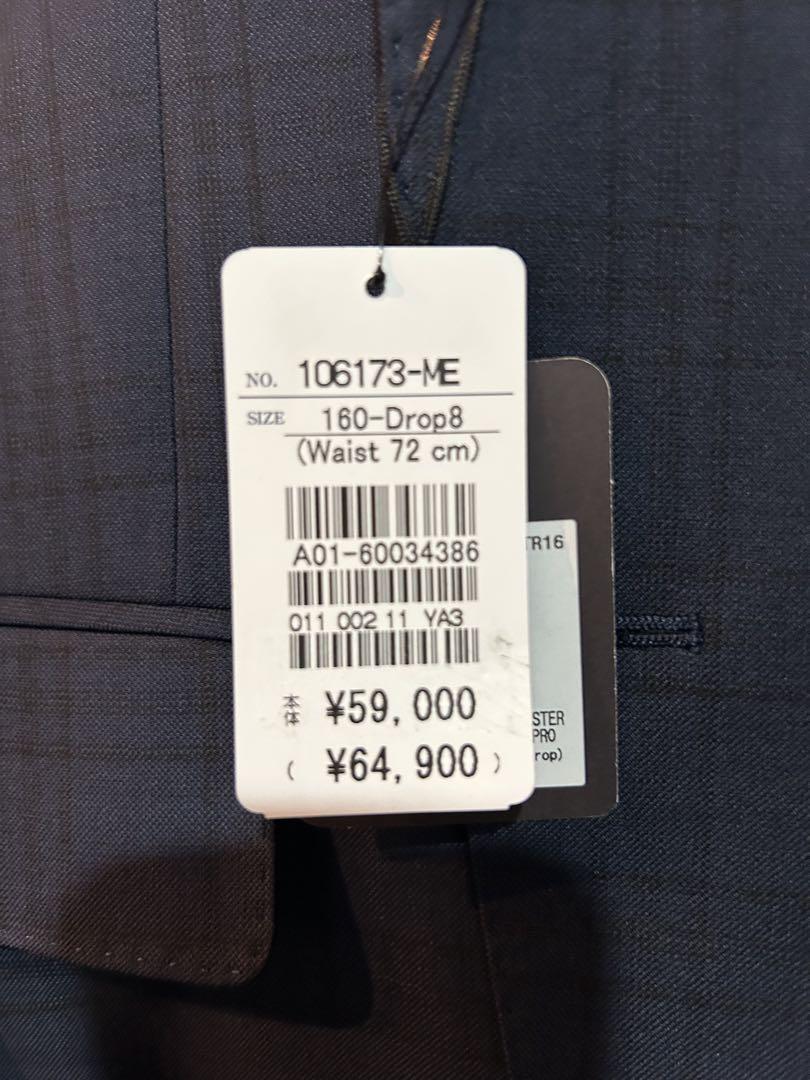 NO. 106173-ME
SIZE 160-Drop8
(Waist 72 cm)
A01-60034386
011 002 11 YA3
本体 ¥59,000
( ¥64,900 )
TR16
STER
PRO
rop)